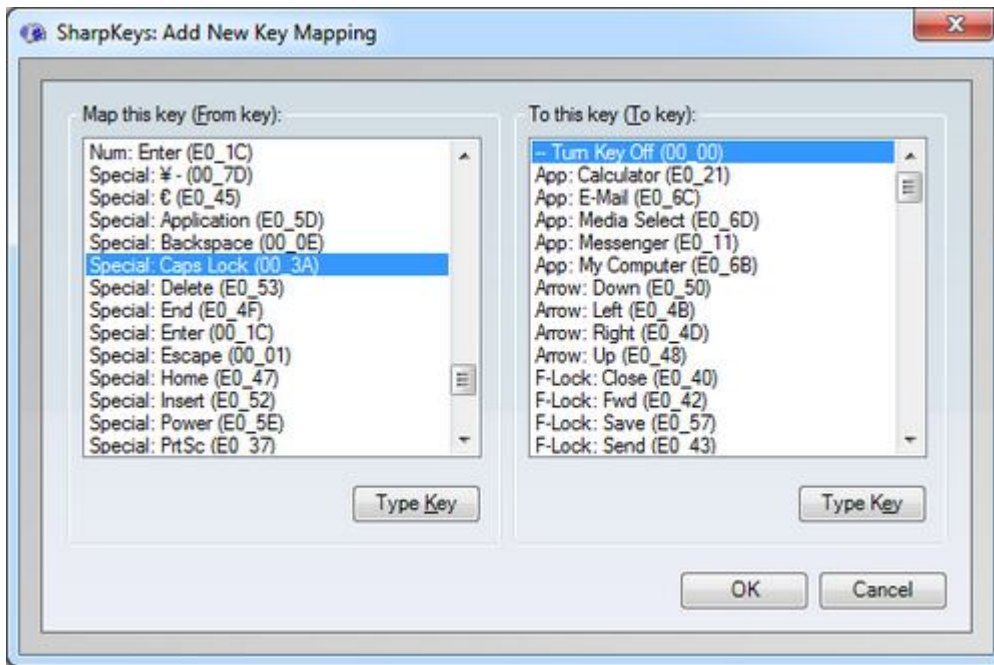 SharpKeys: Add New Key Mapping
Map this key (From key):
Num: Enter (E0_1C)
Special: ¥ - (00_7D)
Special: € (E0_45)
Special: Application (E0_5D)
Special: Backspace (00_0E)
Special: Caps Lock (00_3A)
Special: Delete (E0_53)
Special: End (E0_4F)
Special: Enter (00_1C)
Special: Escape (00_01)
Special: Home (E0_47)
Special: Insert (E0_52)
Special: Power (E0_5E)
Special: PrtSc (E0_37)
Type Key
To this key (To key):
-- Turn Key Off (00_00)
App: Calculator (E0_21)
App: E-Mail (E0_6C)
App: Media Select (E0_6D)
App: Messenger (E0_11)
App: My Computer (E0_6B)
Arrow: Down (E0_50)
Arrow: Left (E0_4B)
Arrow: Right (E0_4D)
Arrow: Up (E0_48)
F-Lock: Close (E0_40)
F-Lock: Fwd (E0_42)
F-Lock: Save (E0_57)
F-Lock: Send (E0_43)
Type Key
OK
Cancel